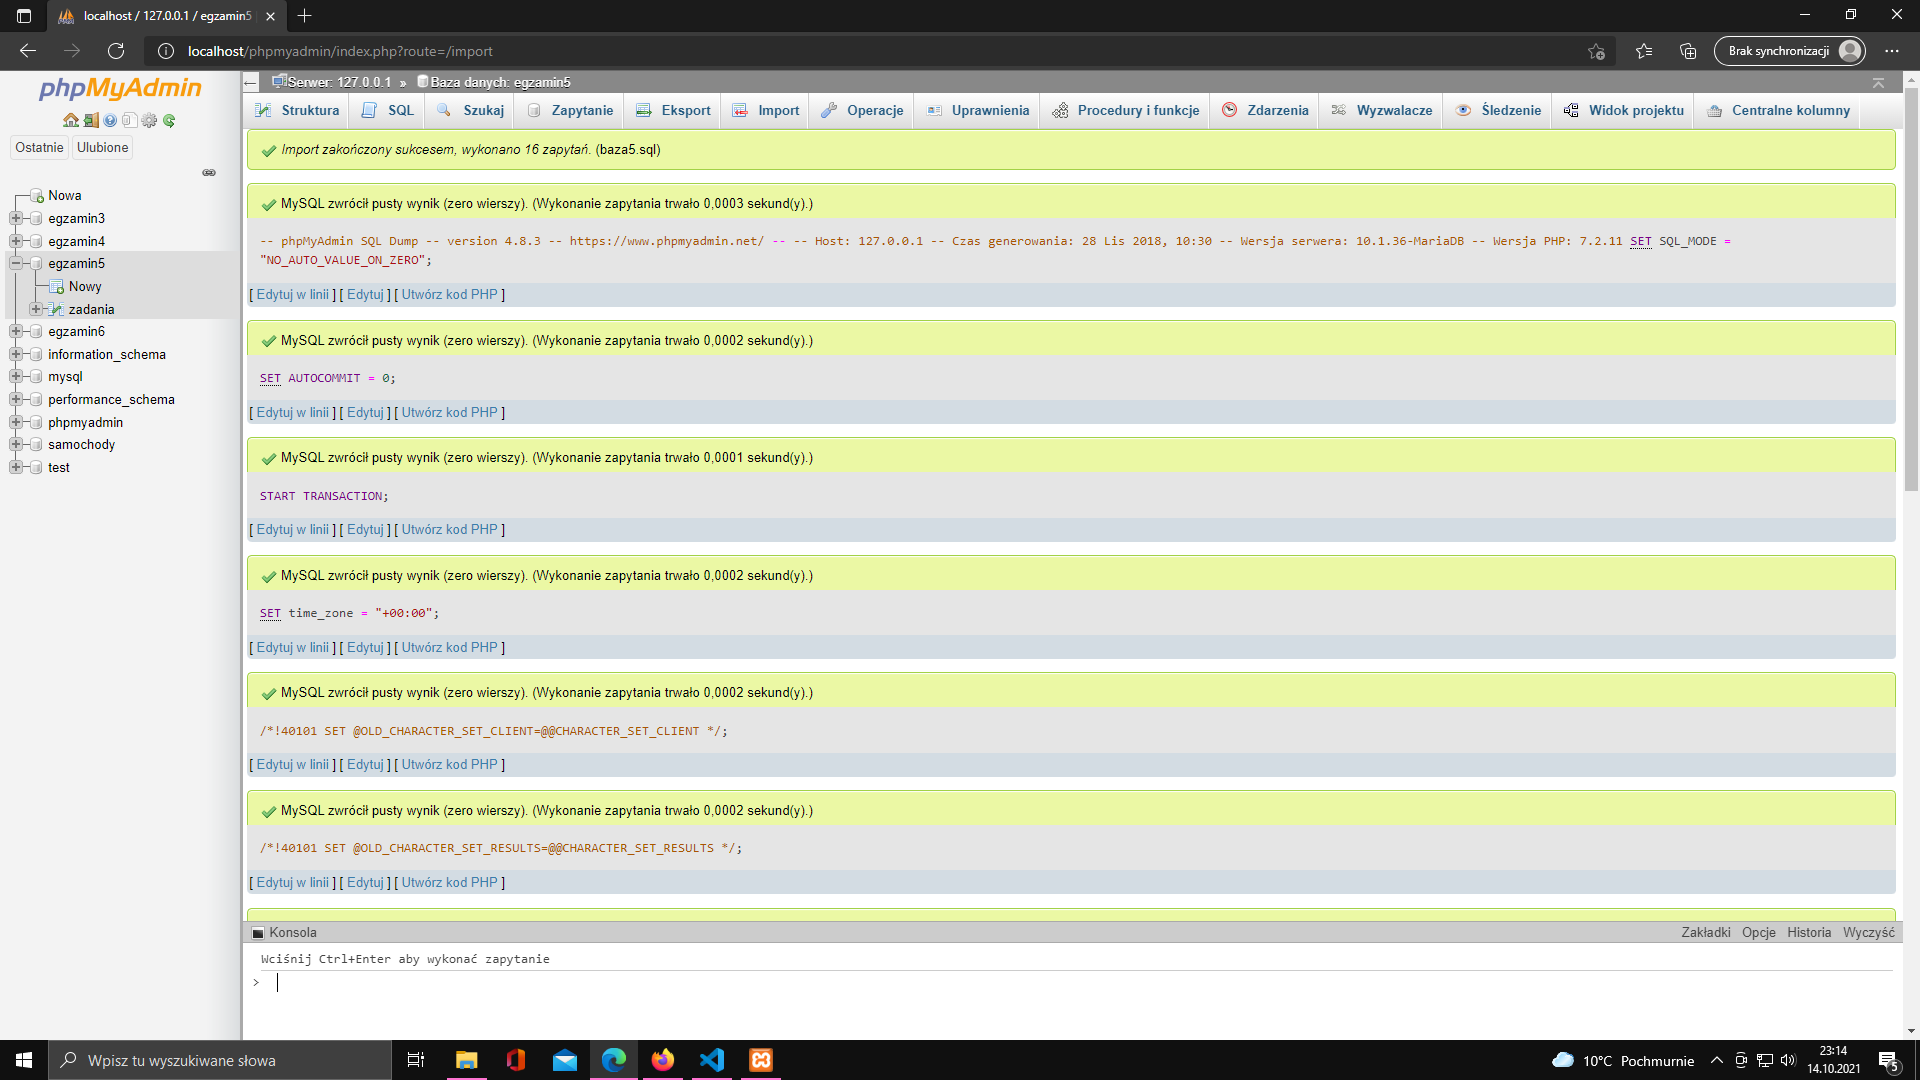 localhost / 127.0.0.1 / egzamin5
localhost/phpmyadmin/index.php?route=/import
Brak synchronizacji
phpMyAdmin
Ostatnie
Ulubione
Nowa
egzamin3
egzamin4
egzamin5
Nowy
zadania
egzamin6
information_schema
mysql
performance_schema
phpmyadmin
samochody
test
Serwer: 127.0.0.1 » Baza danych: egzamin5
Struktura SQL Szukaj Zapytanie Eksport Import Operacje Uprawnienia Procedury i funkcje Zdarzenia Wyzwalacze Śledzenie Widok projektu Centralne kolumny
Import zakończony sukcesem, wykonano 16 zapytań. (baza5.sql)
MySQL zwrócił pusty wynik (zero wierszy). (Wykonanie zapytania trwało 0,0003 sekund(y).)
-- phpMyAdmin SQL Dump -- version 4.8.3 -- https://www.phpmyadmin.net/ -- -- Host: 127.0.0.1 -- Czas generowania: 28 Lis 2018, 10:30 -- Wersja serwera: 10.1.36-MariaDB -- Wersja PHP: 7.2.11 SET SQL_MODE =
"NO_AUTO_VALUE_ON_ZERO";
[ Edytuj w linii ] [ Edytuj ] [ Utwórz kod PHP ]
MySQL zwrócił pusty wynik (zero wierszy). (Wykonanie zapytania trwało 0,0002 sekund(y).)
SET AUTOCOMMIT = 0;
[ Edytuj w linii ] [ Edytuj ] [ Utwórz kod PHP ]
MySQL zwrócił pusty wynik (zero wierszy). (Wykonanie zapytania trwało 0,0001 sekund(y).)
START TRANSACTION;
[ Edytuj w linii ] [ Edytuj ] [ Utwórz kod PHP ]
MySQL zwrócił pusty wynik (zero wierszy). (Wykonanie zapytania trwało 0,0002 sekund(y).)
SET time_zone = "+00:00";
[ Edytuj w linii ] [ Edytuj ] [ Utwórz kod PHP ]
MySQL zwrócił pusty wynik (zero wierszy). (Wykonanie zapytania trwało 0,0002 sekund(y).)
/*!40101 SET @OLD_CHARACTER_SET_CLIENT=@@CHARACTER_SET_CLIENT */;
[ Edytuj w linii ] [ Edytuj ] [ Utwórz kod PHP ]
MySQL zwrócił pusty wynik (zero wierszy). (Wykonanie zapytania trwało 0,0002 sekund(y).)
/*!40101 SET @OLD_CHARACTER_SET_RESULTS=@@CHARACTER_SET_RESULTS */;
[ Edytuj w linii ] [ Edytuj ] [ Utwórz kod PHP ]
Konsola
Zakładki Opcje Historia Wyczyść
Wciśnij Ctrl+Enter aby wykonać zapytanie
>
Wpisz tu wyszukiwane słowa
10°C Pochmurnie
23:14
14.10.2021
5